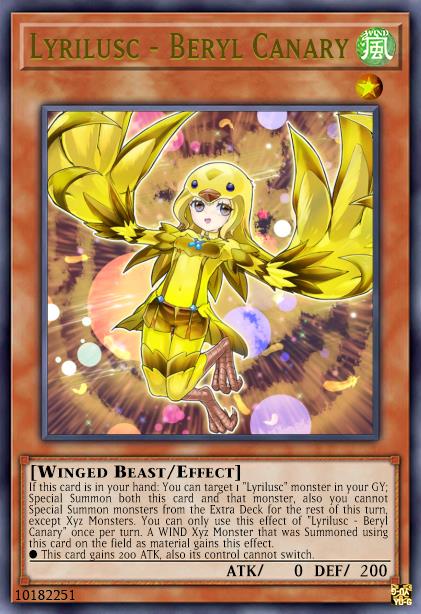 Lyrilusc - Beryl Canary
WIND
風
[Winged Beast/Effect]
If this card is in your hand: You can target 1 "Lyrilusc" monster in your GY;
Special Summon both this card and that monster, also you cannot
Special Summon monsters from the Extra Deck for the rest of this turn,
except Xyz Monsters. You can only use this effect of "Lyrilusc - Beryl
Canary" once per turn. A WIND Xyz Monster that was Summoned using
this card on the field as material gains this effect.
● This card gains 200 ATK, also its control cannot switch.
ATK/ 0 DEF/ 200
10182251